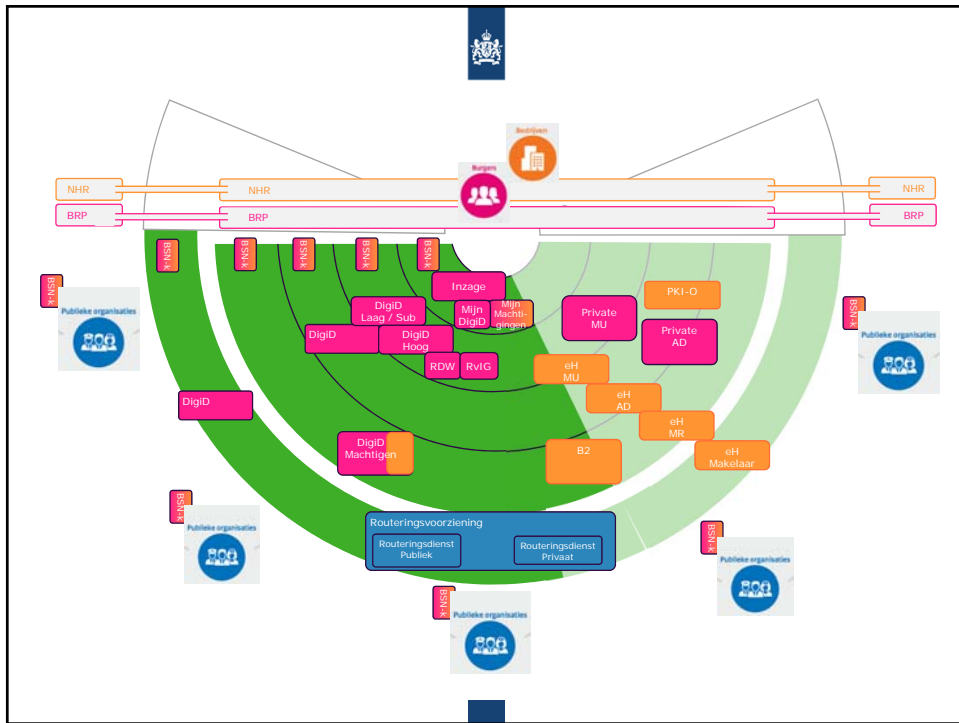 Bedrijven
Burgers
NHR
NHR
NHR
BRP
BRP
BRP
BSN-k
BSN-k
BSN-k
BSN-k
BSN-k
BSN-k
Publieke organisaties
BSN-k
Publieke organisaties
Inzage
PKI-O
DigiD
Laag / Sub
Mijn
DigiD
Mijn
Machti-
gingen
Private
MU
Private
AD
DigiD
DigiD
Hoog
RDW
RvIG
eH
MU
eH
AD
DigiD
eH
MR
DigiD
Machtigen
B2
eH
Makelaar
BSN-k
Publieke organisaties
Routeringsvoorziening
Routeringsdienst
Publiek
Routeringsdienst
Privaat
BSN-k
Publieke organisaties
BSN-k
Publieke organisaties